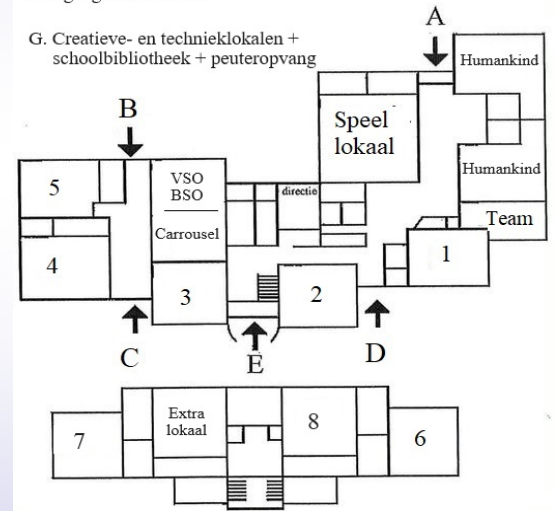 G. Creatieve- en technieklokalen +
schoolbibliotheek + peuteropvang
A
Humankind
B
Speel
lokaal
5
VSO
BSO
directie
Humankind
Carrousel
Team
4
1
3
2
C
E
D
Extra
lokaal
8
7
6